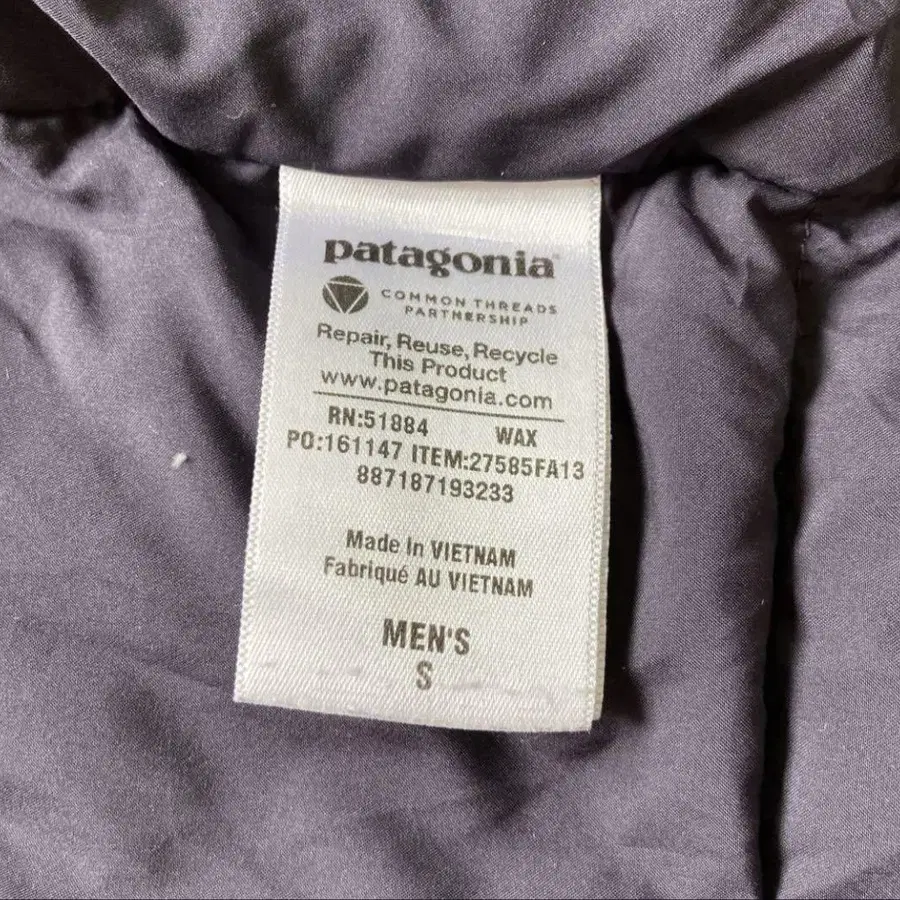 patagonia
COMMON THREADS
PARTNERSHIP
Repair, Reuse, Recycle
This Product
www.patagonia.com
RN:51884 WAX
PO:161147 ITEM:27585FA13
887187193233
Made In VIETNAM
Fabriqué AU VIETNAM
MEN'S
S